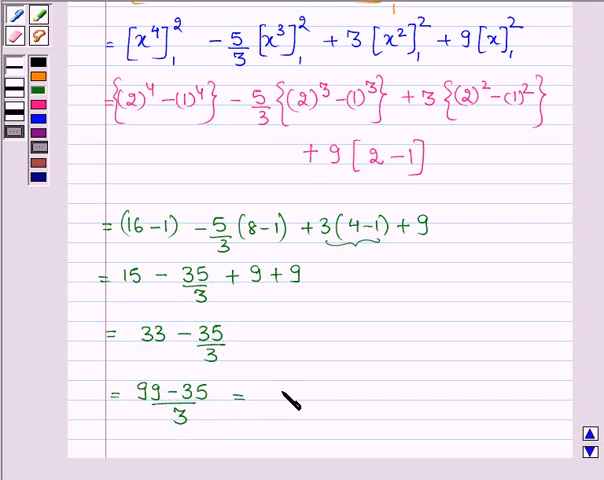 = [x⁴]₁² − 5/3 [x³]₁² + 3 [x²]₁² + 9 [x]₁²
= {(2)⁴ − (1)⁴} − 5/3 {(2)³ − (1)³} + 3 {(2)² − (1)²}
+ 9 [2 − 1]
= (16 − 1) − 5/3 (8 − 1) + 3 (4 − 1) + 9
= 15 − 35/3 + 9 + 9
= 33 − 35/3
= 99 − 35/3 =